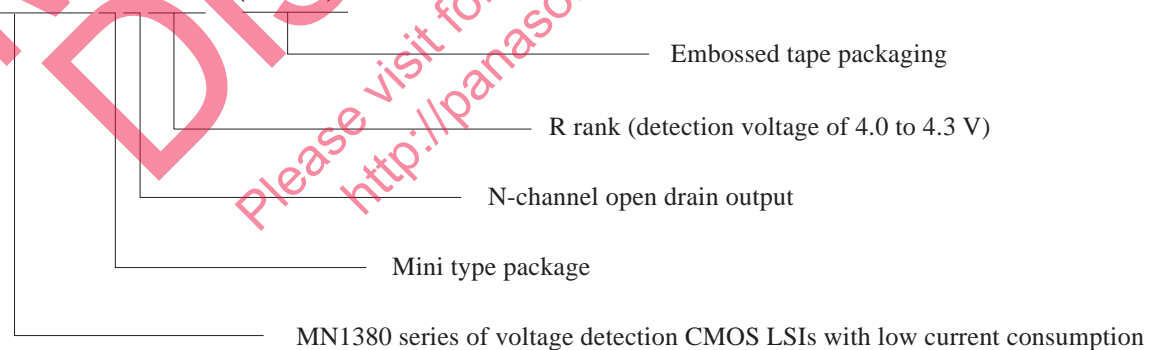 Embossed tape packaging
R rank (detection voltage of 4.0 to 4.3 V)
N-channel open drain output
Mini type package
MN1380 series of voltage detection CMOS LSIs with low current consumption
Please visit
http://panaso